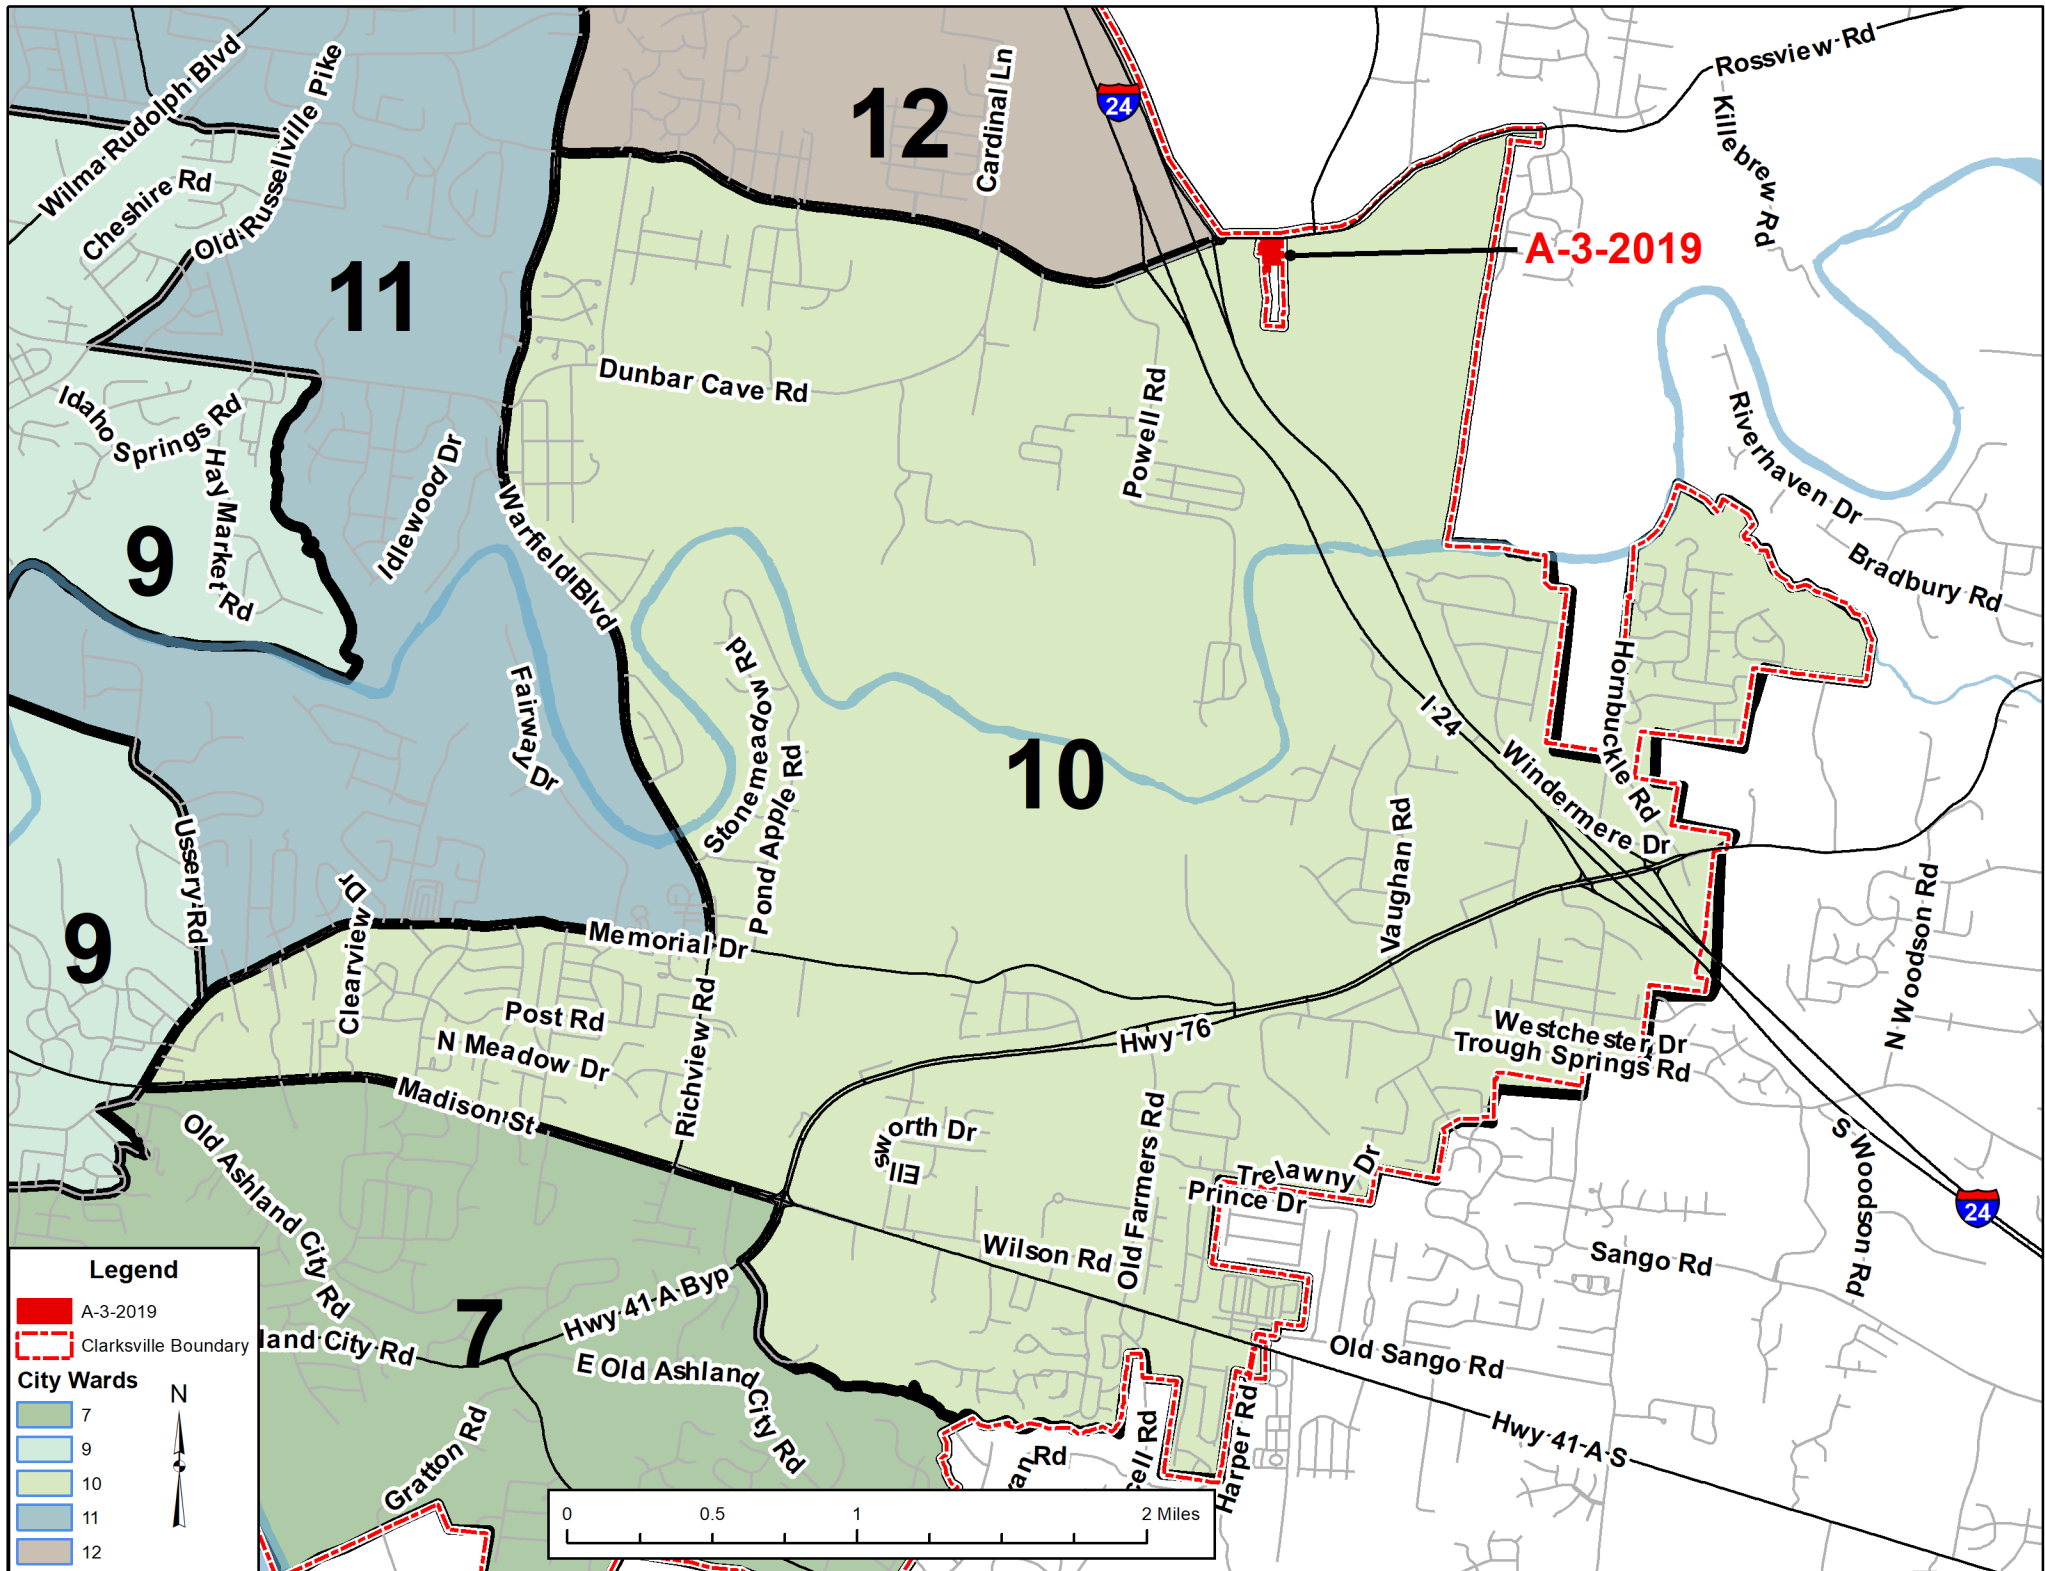 Rossview Rd
Wilma Rudolph Blvd
Old Russellville Pike
Cardinal Ln
24
12
Killebrew Rd
Cheshire Rd
A-3-2019
11
Dunbar Cave Rd
Powell Rd
Idaho Springs Rd
Hay Market Rd
Idlewood Dr
Riverhaven Dr
Warfield Blvd
9
Bradbury Rd
Stonemeadow Rd
Fairway Dr
Hornbuckle Rd
I-24
10
Windermere Dr
Pond Apple Rd
Vaughan Rd
Ussery Rd
Clearview Dr
N Woodson Rd
9
Memorial Dr
Post Rd
N Meadow Dr
Richview Rd
Hwy 76
Westchester Dr
Trough Springs Rd
Madison St
Old Ashland City Rd
Ellsworth Dr
Old Farmers Rd
Trelawny Dr
Prince Dr
S Woodson Rd
24
Wilson Rd
Sango Rd
Hwy 41 A Byp
7
land City Rd
E Old Ashland City Rd
Old Sango Rd
Harper Rd
Hwy 41-A S
Gratton Rd
Rd
cell Rd
Legend
A-3-2019
Clarksville Boundary
City Wards
N
7
9
10
11
12
0 0.5 1 2 Miles